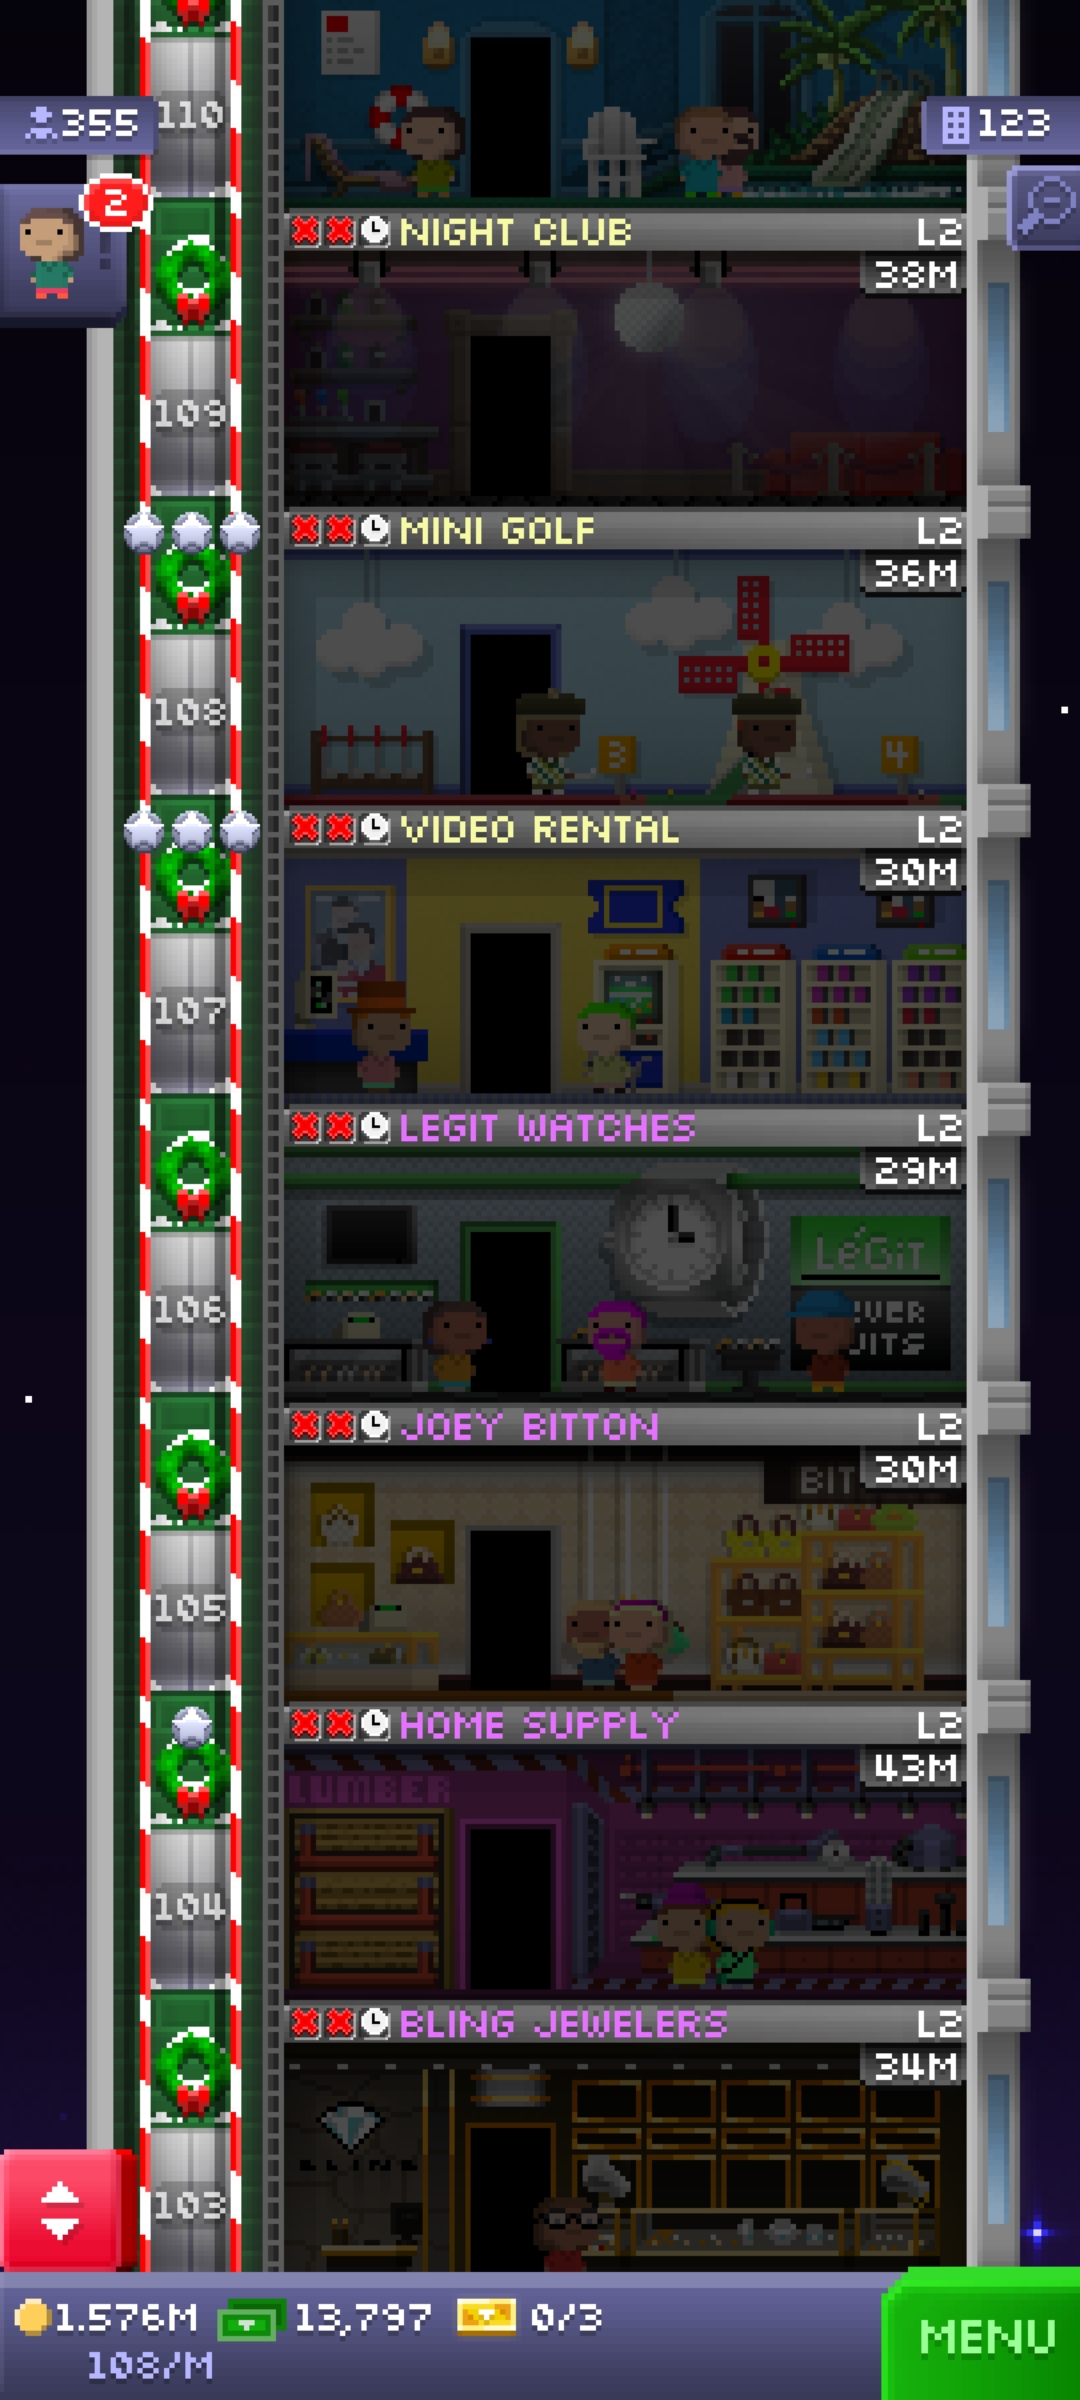 110
355
123
2
NIGHT CLUB L2
38M
109
MINI GOLF L2
36M
108
3
4
VIDEO RENTAL L2
30M
107
LEGIT WATCHES L2
29M
LéGiT
106
JOEY BITTON L2
30M
BIT
105
HOME SUPPLY L2
43M
LUMBER
104
BLING JEWELERS L2
34M
BLING
103
1.576M 13,797 0/3
MENU
108/M